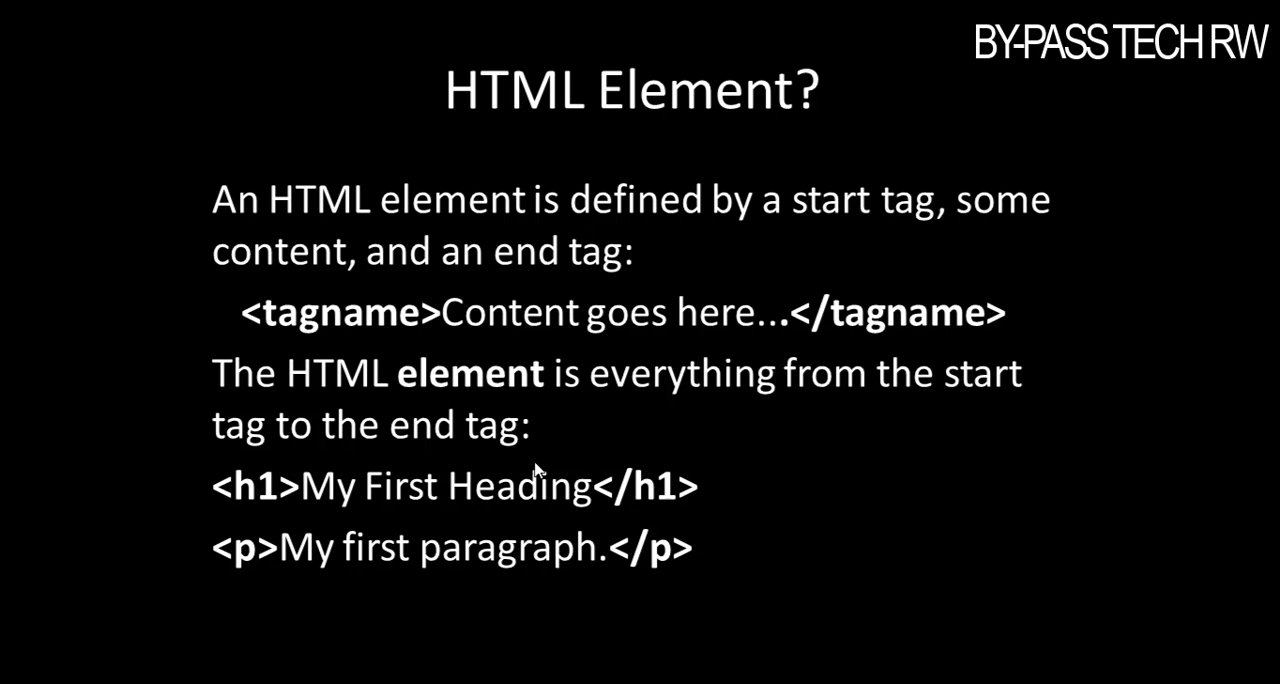 BY-PASS TECH RW
HTML Element?
An HTML element is defined by a start tag, some
content, and an end tag:
<tagname>Content goes here...</tagname>
The HTML element is everything from the start
tag to the end tag:
<h1>My First Heading</h1>
<p>My first paragraph.</p>